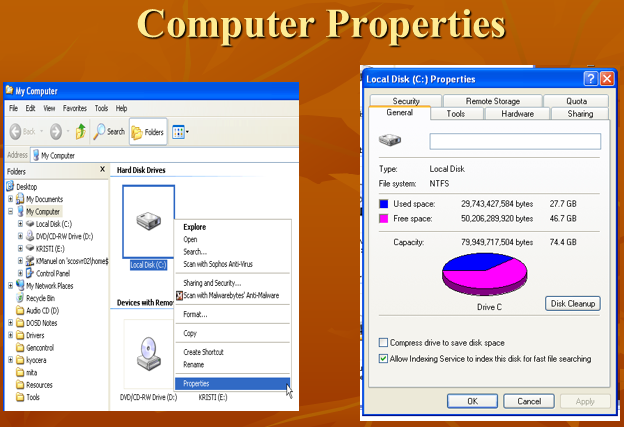 Computer Properties
My Computer
File Edit View Favorites Tools Help
Back Search Folders
Address My Computer
Folders X
Desktop
My Documents
My Computer
Local Disk (C:)
DVD/CD-RW Drive (D:)
KRISTI (E:)
KManuel on 'scosvr02\home$
Control Panel
My Network Places
Recycle Bin
Audio CD (D)
DOSD Notes
Drivers
Gencontrol
kyocera
mita
Resources
Tools
Hard Disk Drives
Local Disk (C:)
Devices with Remo
DVD/CD-RW Drive (D:) KRISTI (E:)
Explore
Open
Search...
Scan with Sophos Anti-Virus
Sharing and Security...
Scan with Malwarebytes' Anti-Malware
Format...
Copy
Create Shortcut
Rename
Properties
Local Disk (C:) Properties
Security Remote Storage Quota
General Tools Hardware Sharing
Type: Local Disk
File system: NTFS
Used space: 29,743,427,584 bytes 27.7 GB
Free space: 50,206,289,920 bytes 46.7 GB
Capacity: 79,949,717,504 bytes 74.4 GB
Drive C
Disk Cleanup
Compress drive to save disk space
Allow Indexing Service to index this disk for fast file searching
OK Cancel Apply